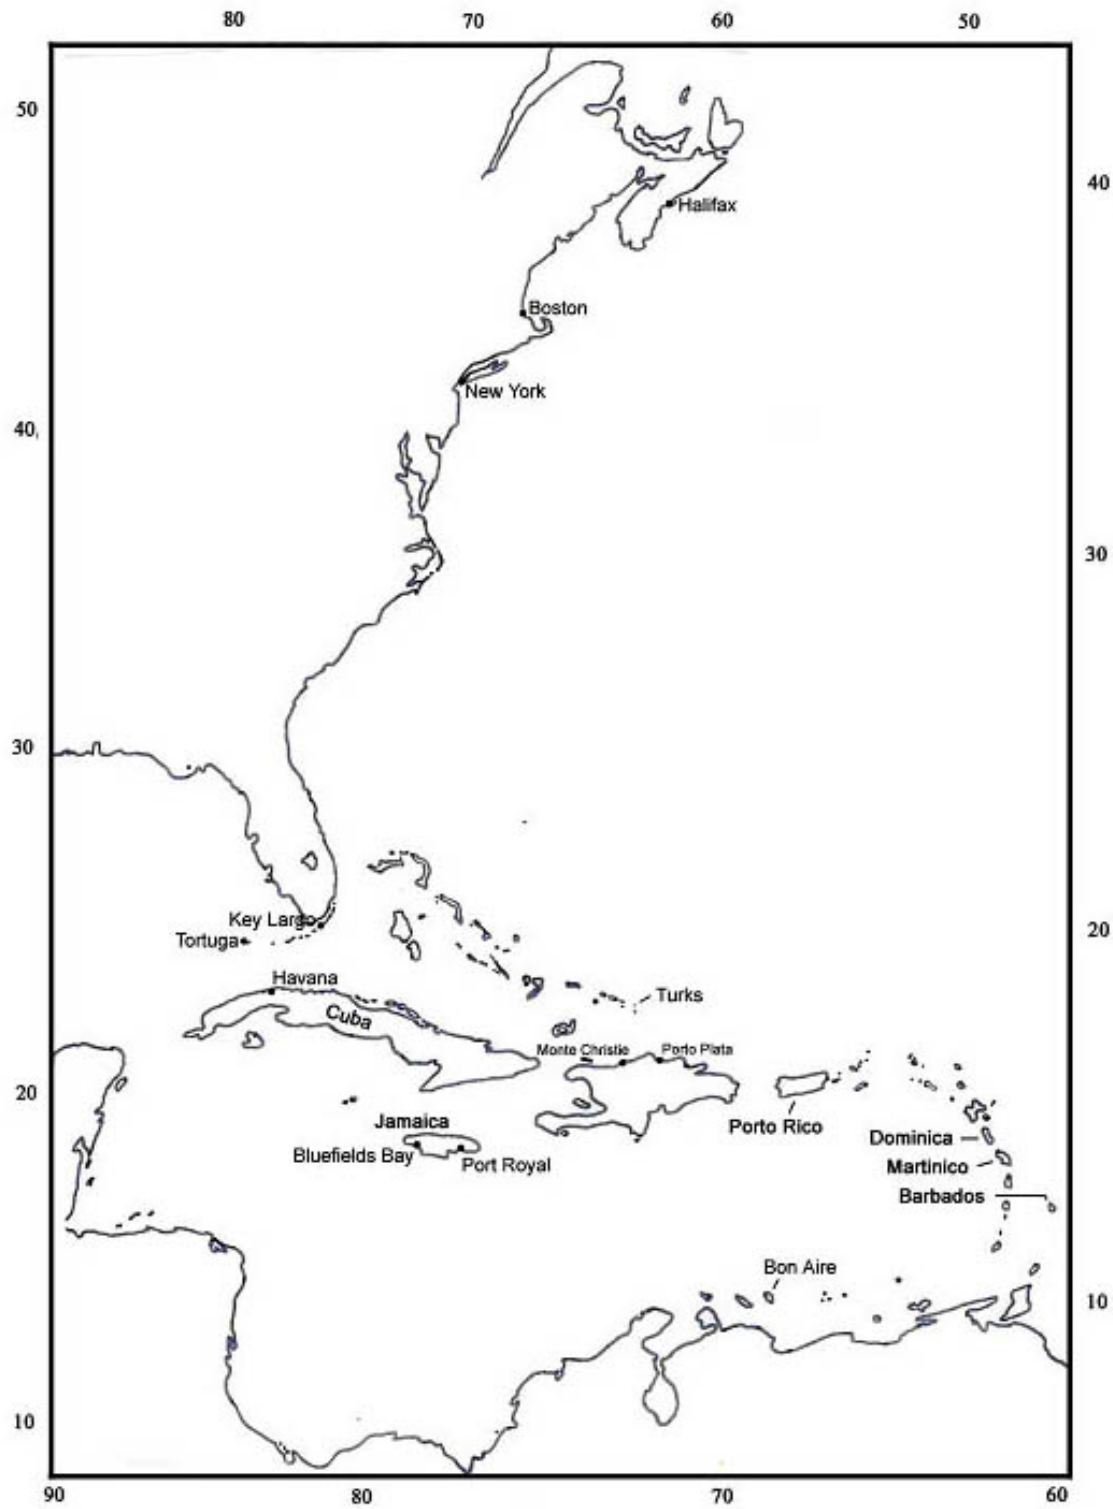 80 70 60 50
50
40
Halifax
Boston
New York
40,
30
30
Key Largo
Tortuga
20
Havana
Turks
Cuba
Monte Christie
Porto Plata
20
Jamaica
Porto Rico
Dominica
Bluefields Bay
Port Royal
Martinico
Barbados
Bon Aire
10
10
90 80 70 60